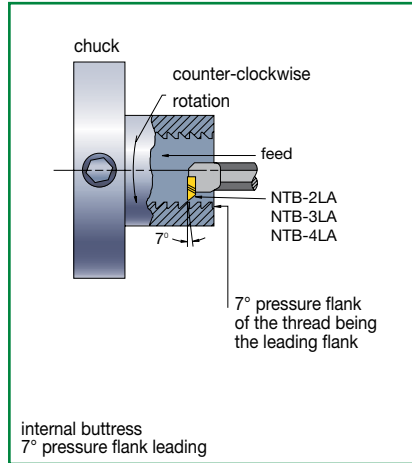 chuck
counter-clockwise
rotation
feed
NTB-2LA
NTB-3LA
NTB-4LA
7°
7° pressure flank
of the thread being
the leading flank
internal buttress
7° pressure flank leading